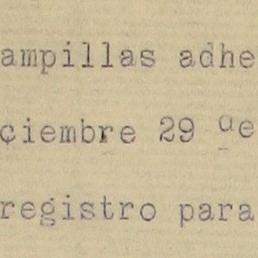 ampillas adhe
ciembre 29 de
registro para